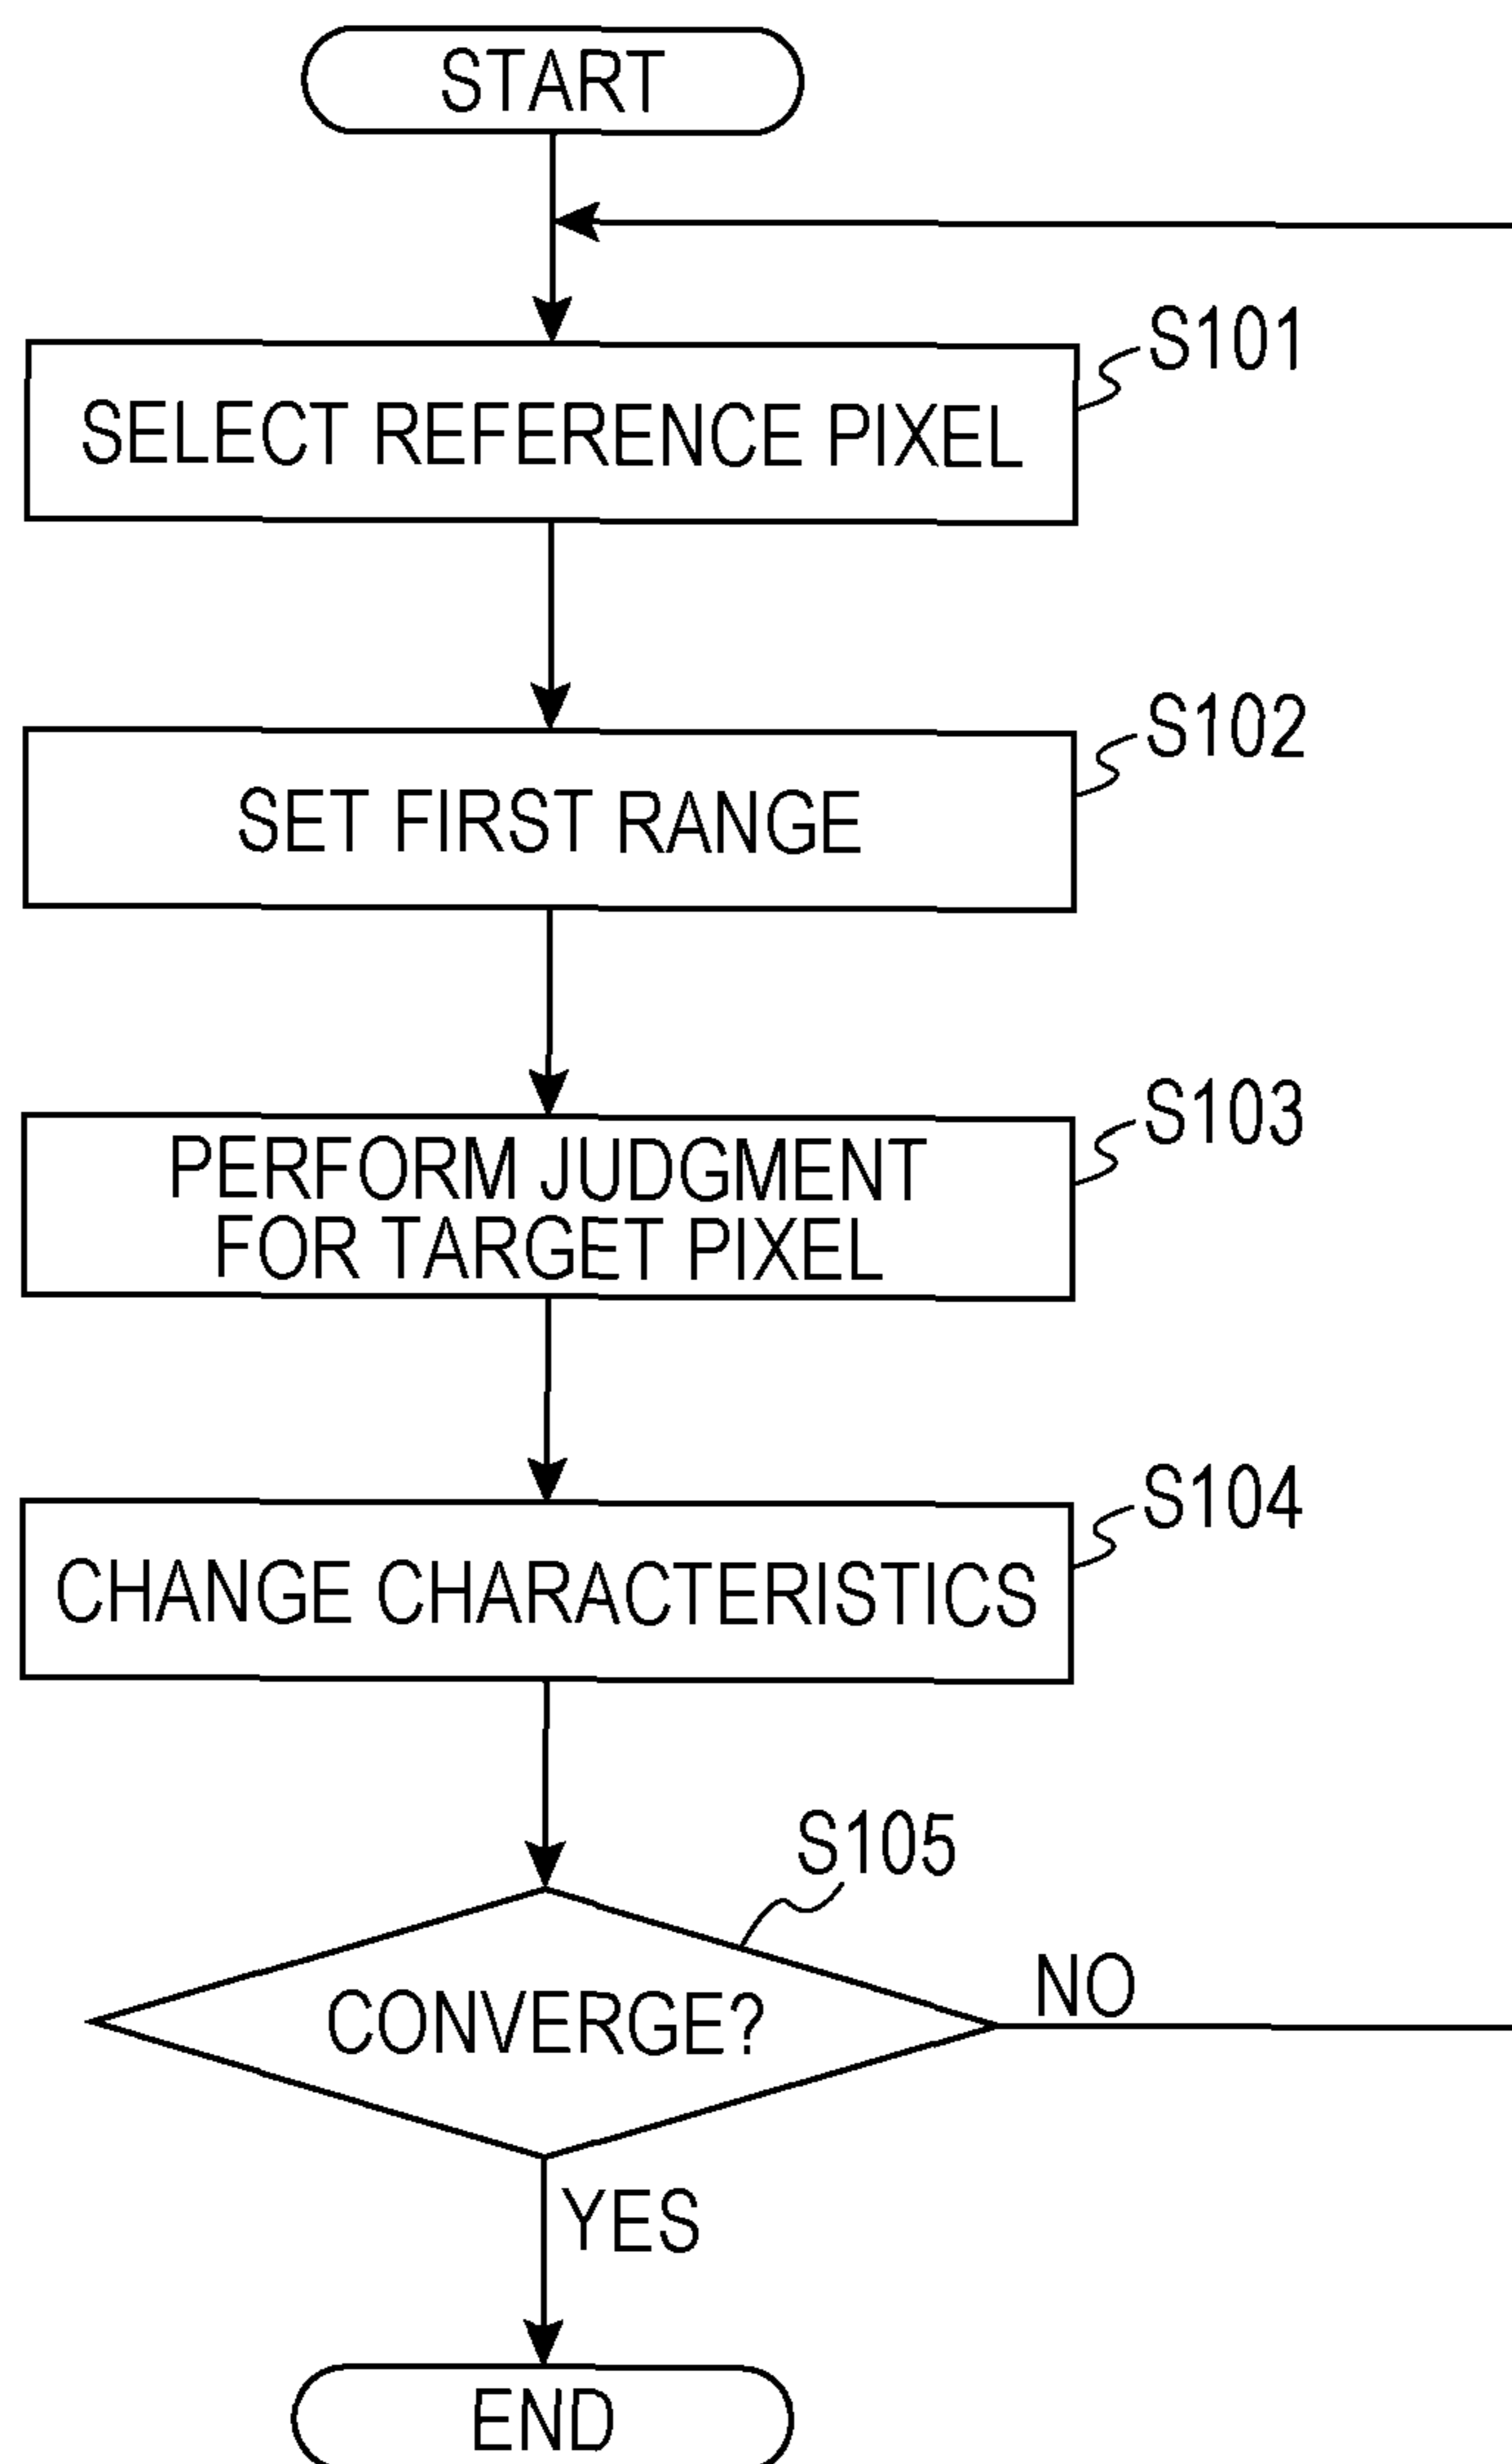 START
S101
SELECT REFERENCE PIXEL
S102
SET FIRST RANGE
S103
PERFORM JUDGMENT
FOR TARGET PIXEL
S104
CHANGE CHARACTERISTICS
S105
CONVERGE?
NO
YES
END